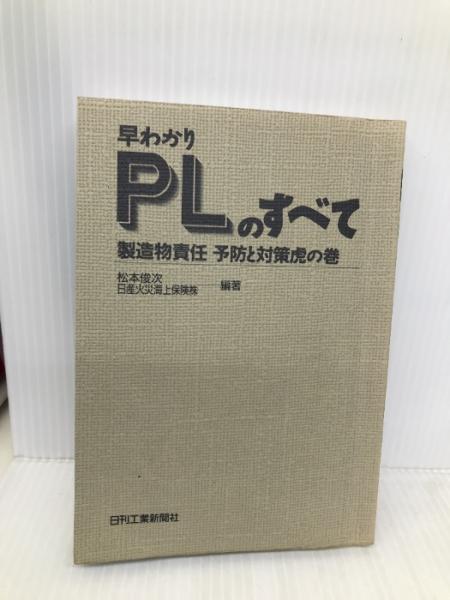 早わかり
PLのすべて
製造物責任 予防と対策虎の巻
松本俊次
日産火災海上保険㈱ 編著
日刊工業新聞社